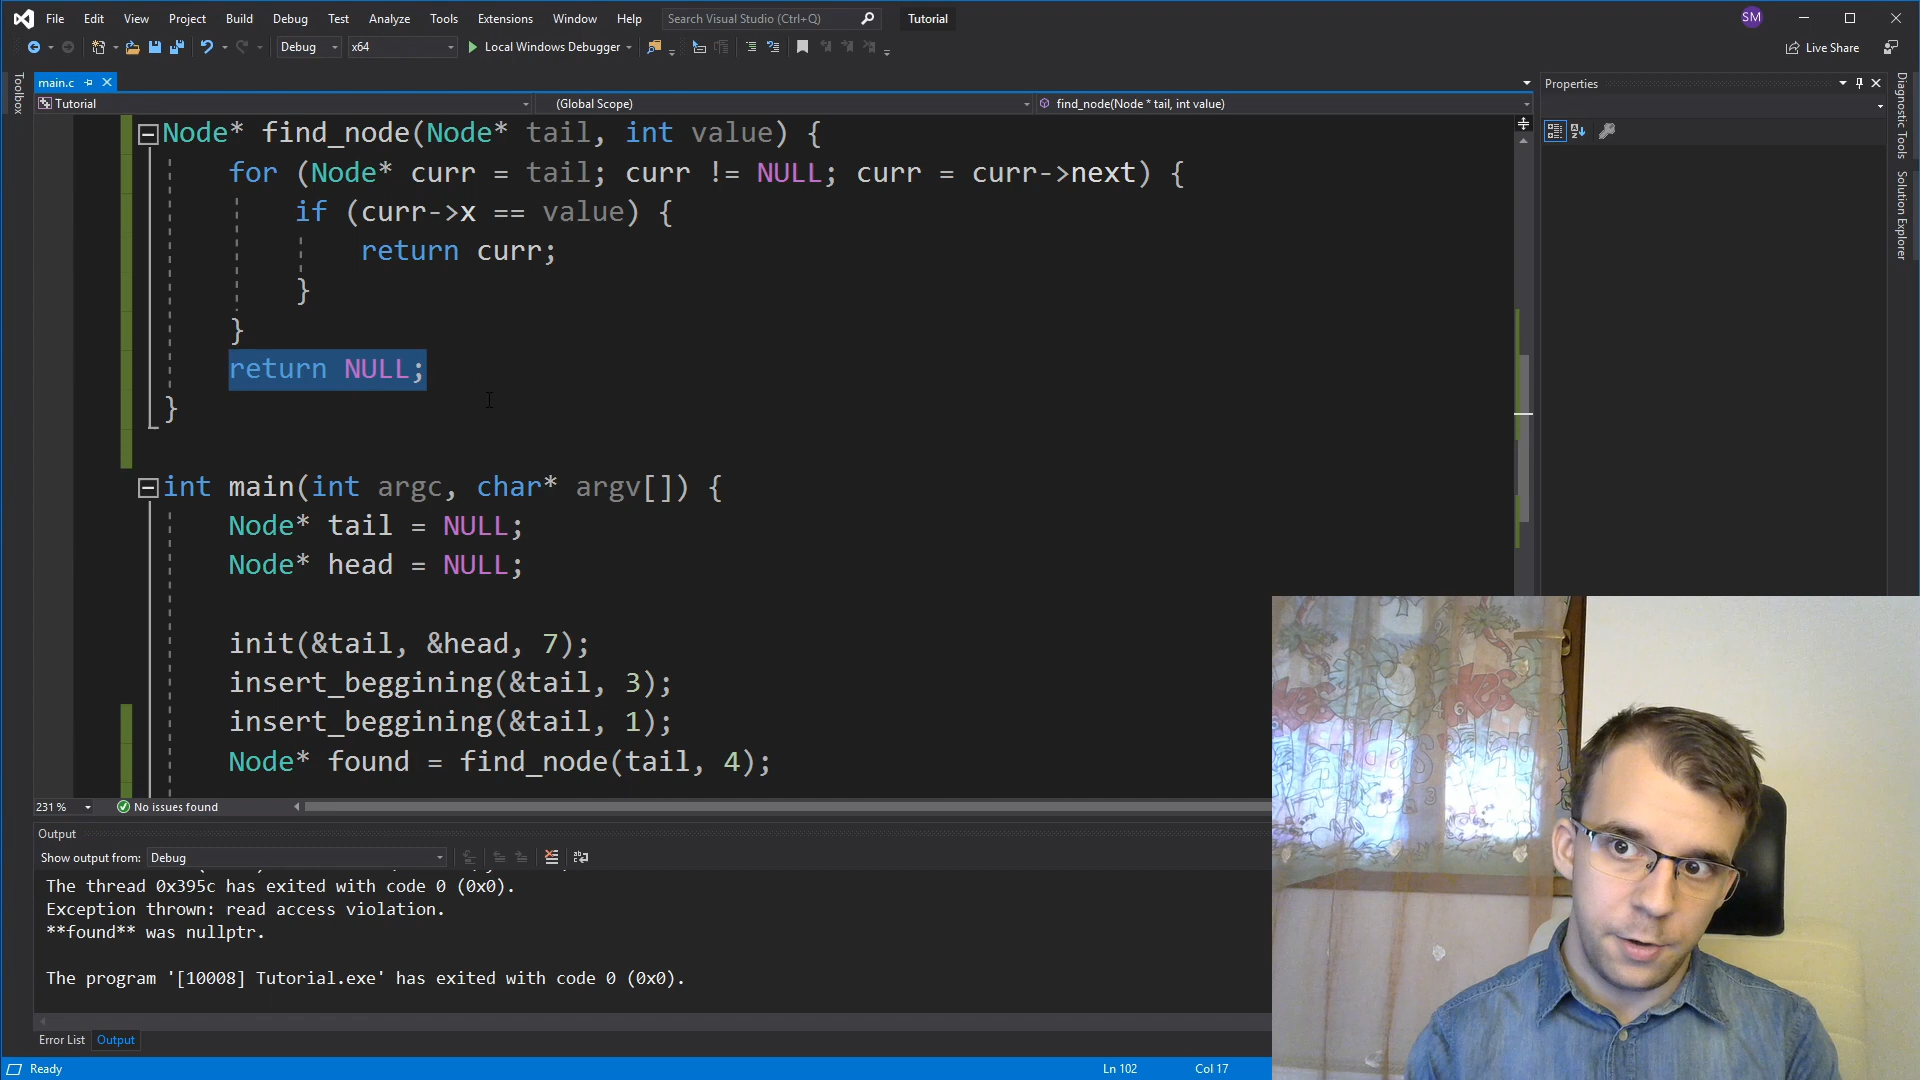 File Edit View Project Build Debug Test Analyze Tools Extensions Window Help Search Visual Studio (Ctrl+Q) Tutorial SM
Debug x64 Local Windows Debugger Live Share
Toolbox
main.c
Tutorial (Global Scope) find_node(Node * tail, int value)
Properties
Diagnostic Tools
Solution Explorer
Node* find_node(Node* tail, int value) {
for (Node* curr = tail; curr != NULL; curr = curr->next) {
if (curr->x == value) {
return curr;
}
}
return NULL;
}
int main(int argc, char* argv[]) {
Node* tail = NULL;
Node* head = NULL;
init(&tail, &head, 7);
insert_beggining(&tail, 3);
insert_beggining(&tail, 1);
Node* found = find_node(tail, 4);
231 % No issues found
Output
Show output from: Debug
The thread 0x395c has exited with code 0 (0x0).
Exception thrown: read access violation.
**found** was nullptr.
The program '[10008] Tutorial.exe' has exited with code 0 (0x0).
Error List Output
Ready Ln 102 Col 17